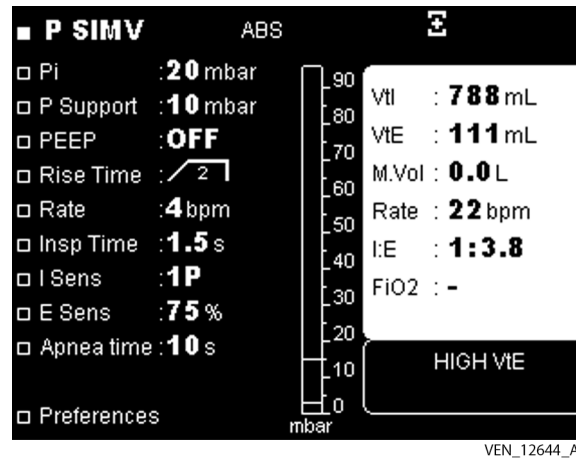 P SIMV ABS
Pi :20 mbar
P Support :10 mbar
PEEP :OFF
Rise Time : 2
Rate :4 bpm
Insp Time :1.5 s
I Sens :1P
E Sens :75 %
Apnea time :10 s
Preferences
90
80
70
60
50
40
30
20
10
0
mbar
VtI : 788 mL
VtE : 111 mL
M.Vol : 0.0 L
Rate : 22 bpm
I:E : 1:3.8
FiO2 : -
HIGH VtE
VEN_12644_A